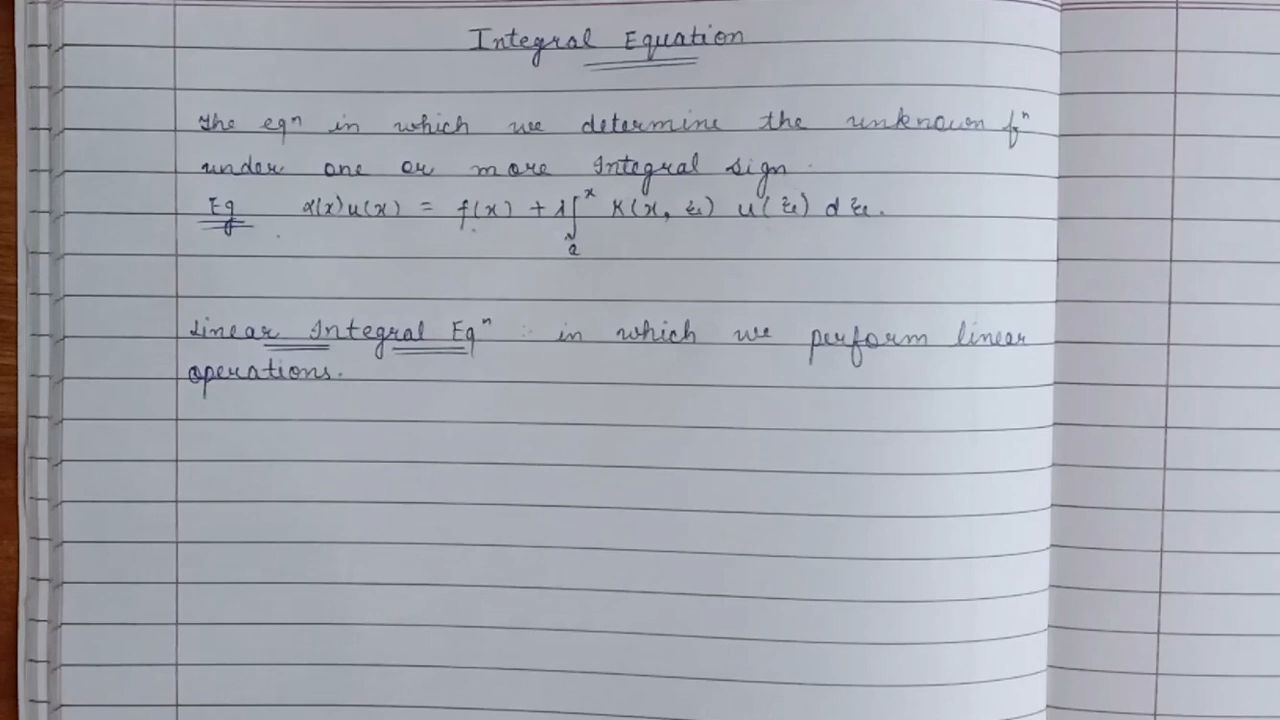 Integral Equation
The eqⁿ in which we determine the unknown fⁿ
under one or more Integral sign.
Eg α(x)u(x) = f(x) + λ∫ₐˣ K(x, ξ) u(ξ) dξ.
Linear Integral Eqⁿ : in which we perform linear
operations.